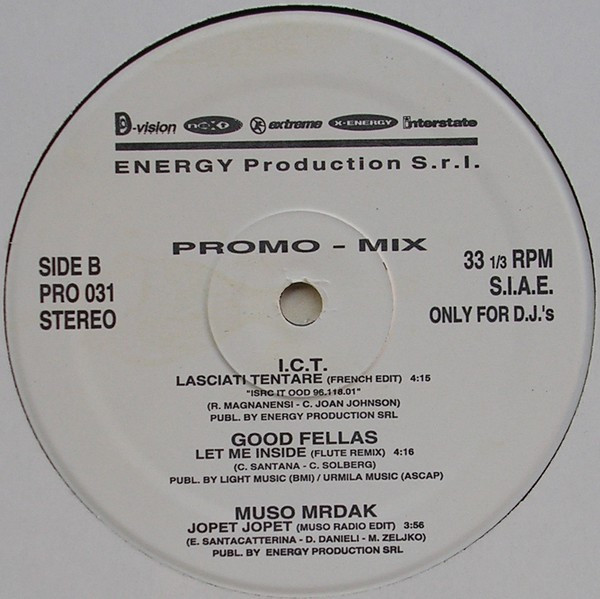 D-vision next extreme X-ENERGY interstate
ENERGY Production S.r.l.
PROMO - MIX
SIDE B
PRO 031
STEREO
33 1/3 RPM
S.I.A.E.
ONLY FOR D.J.'s
I.C.T.
LASCIATI TENTARE (FRENCH EDIT) 4:15
"ISRC IT OOD 96.118.01"
(R. MAGNANENSI - C. JOAN JOHNSON)
PUBL. BY ENERGY PRODUCTION SRL
GOOD FELLAS
LET ME INSIDE (FLUTE REMIX) 4:16
(C. SANTANA - C. SOLBERG)
PUBL. BY LIGHT MUSIC (BMI) / URMILA MUSIC (ASCAP)
MUSO MRDAK
JOPET JOPET (MUSO RADIO EDIT) 3:56
(E. SANTACATTERINA - D. DANIELI - M. ZELJKO)
PUBL. BY ENERGY PRODUCTION SRL